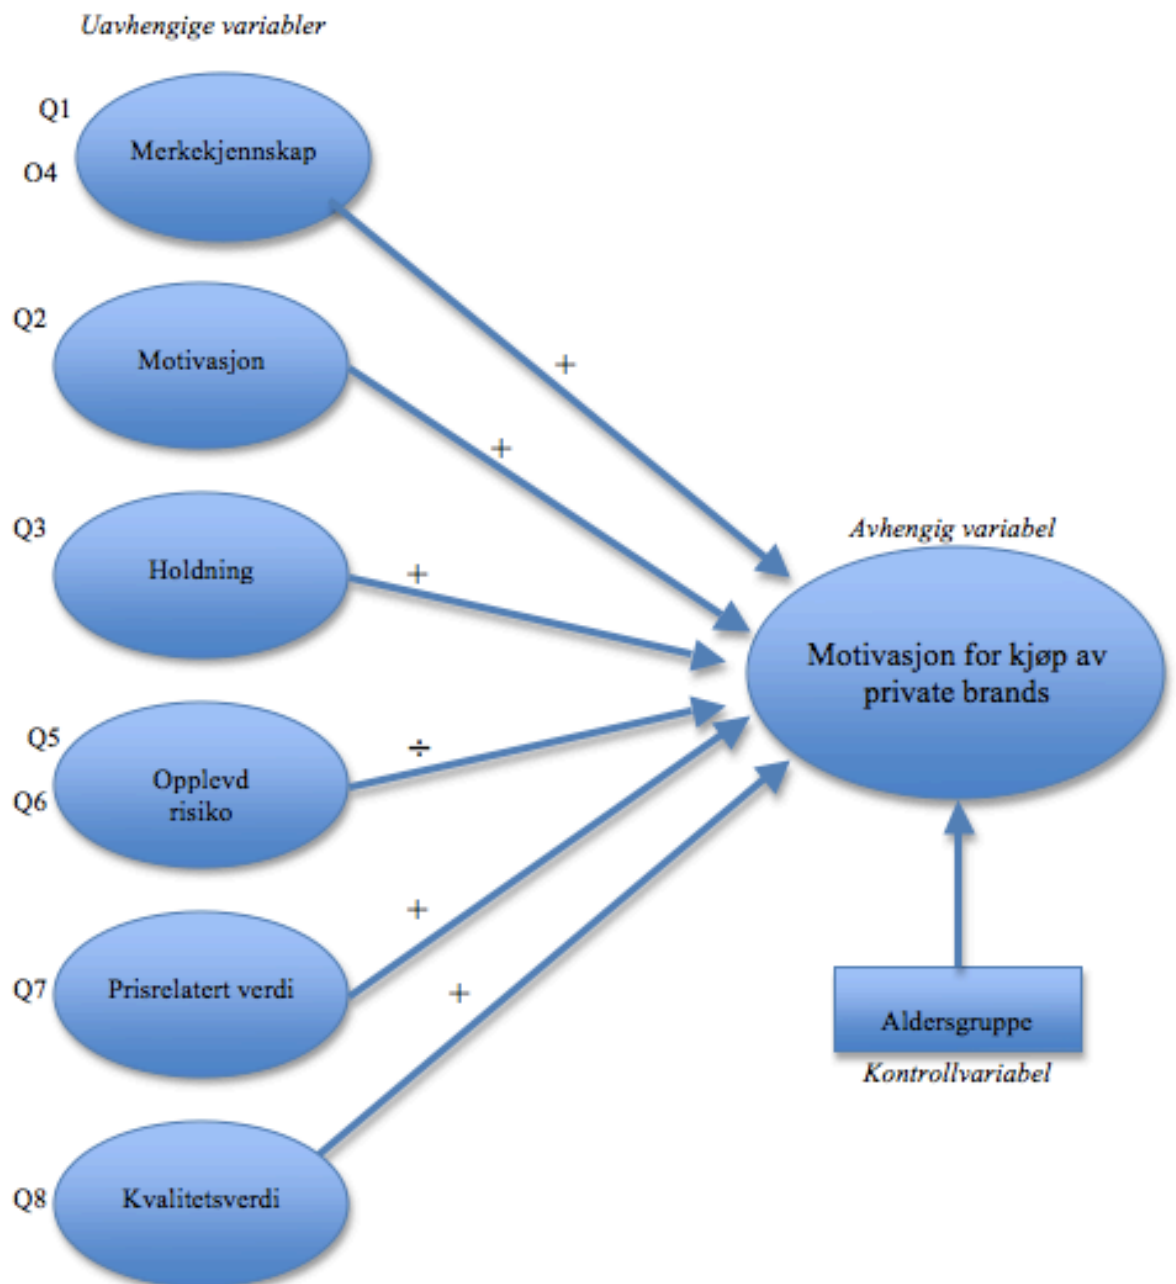 Uavhengige variabler
Q1
Merkekjennskap
O4
+
Q2
Motivasjon
+
Q3
Holdning
+
Avhengig variabel
Motivasjon for kjøp av
private brands
Q5
÷
Q6
Opplevd
risiko
+
Q7
Prisrelatert verdi
+
Aldersgruppe
Kontrollvariabel
Q8
Kvalitetsverdi